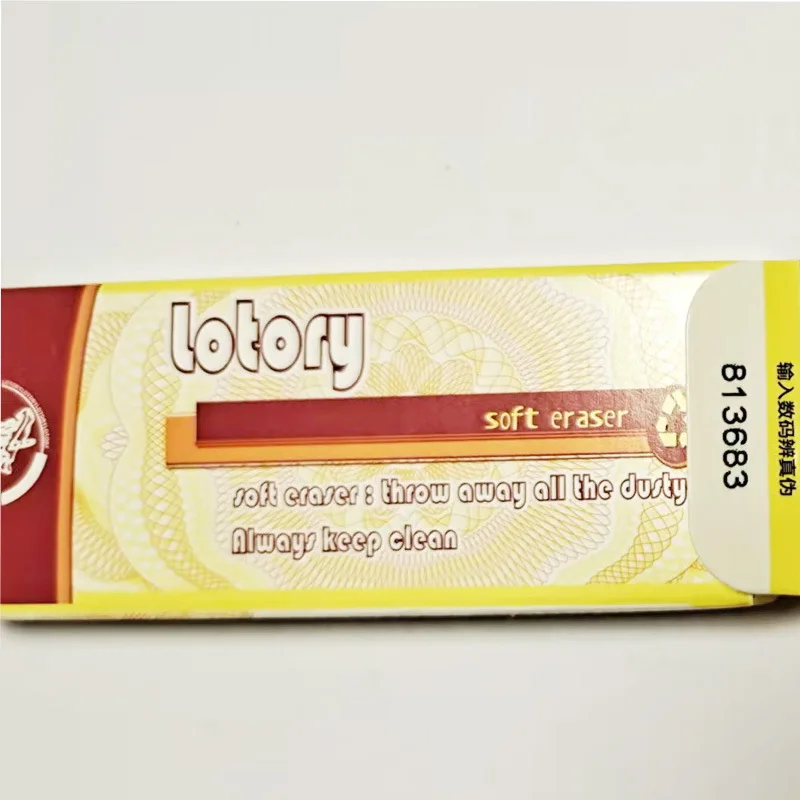 Lotory
soft eraser
soft eraser : throw away all the dusty
Always keep clean
813683
输入数码辨真伪